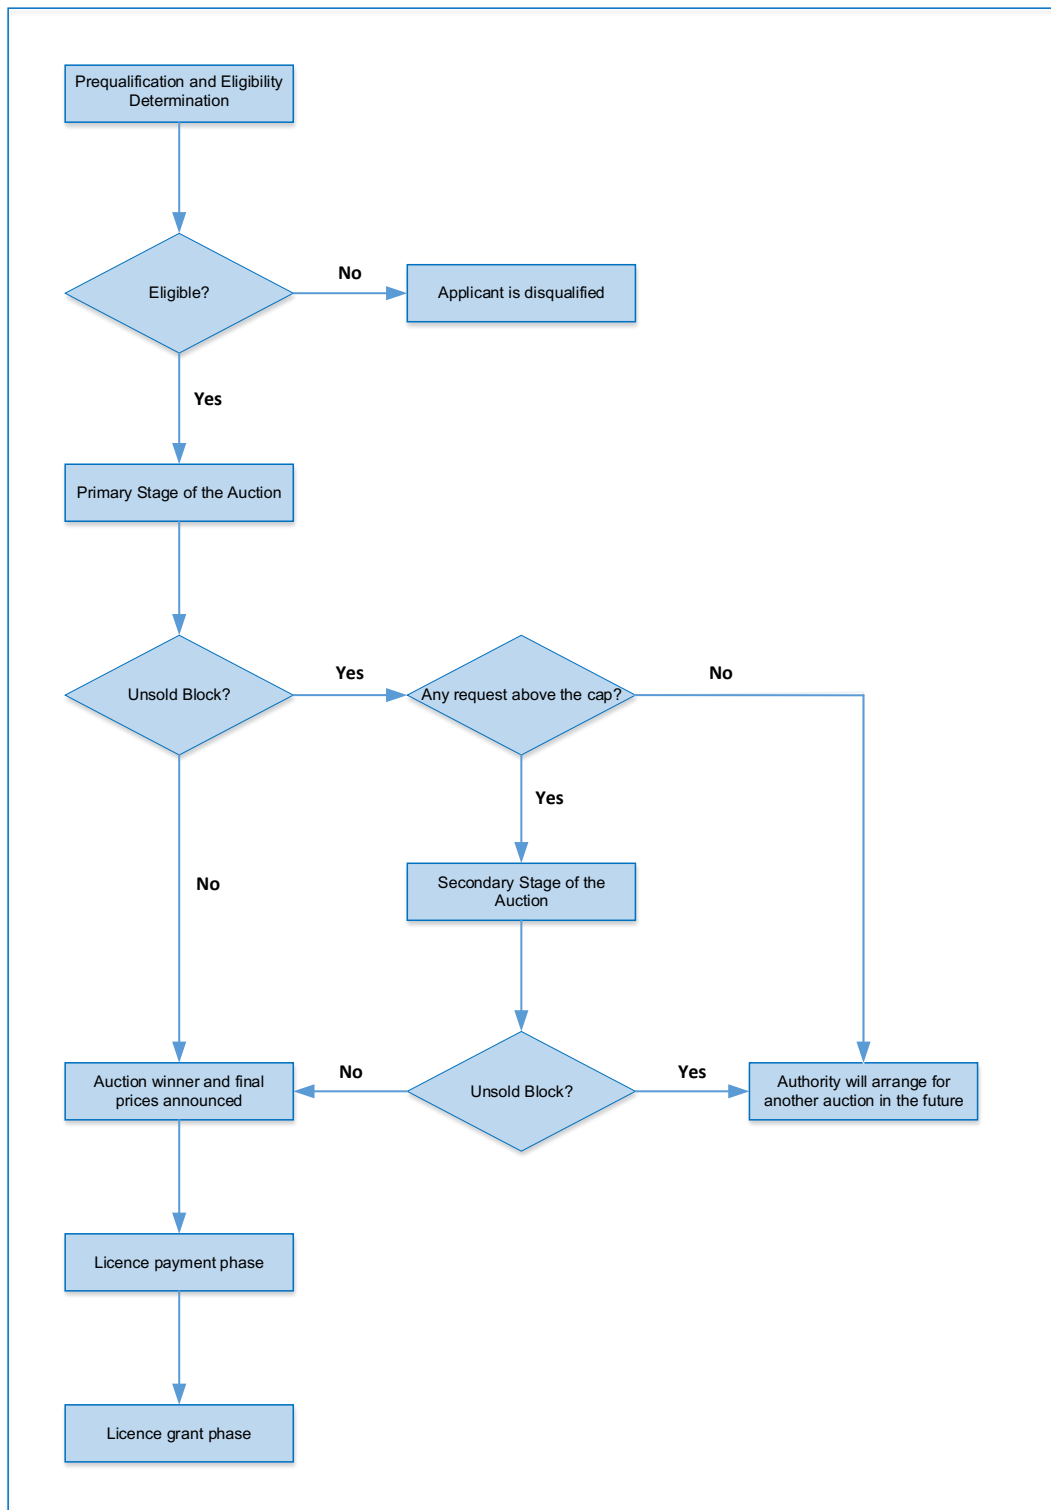 Prequalification and Eligibility
Determination
Eligible?
No
Applicant is disqualified
Yes
Primary Stage of the Auction
Unsold Block?
Yes
Any request above the cap?
No
Yes
Secondary Stage of the
Auction
No
Auction winner and final
prices announced
No
Unsold Block?
Yes
Authority will arrange for
another auction in the future
Licence payment phase
Licence grant phase